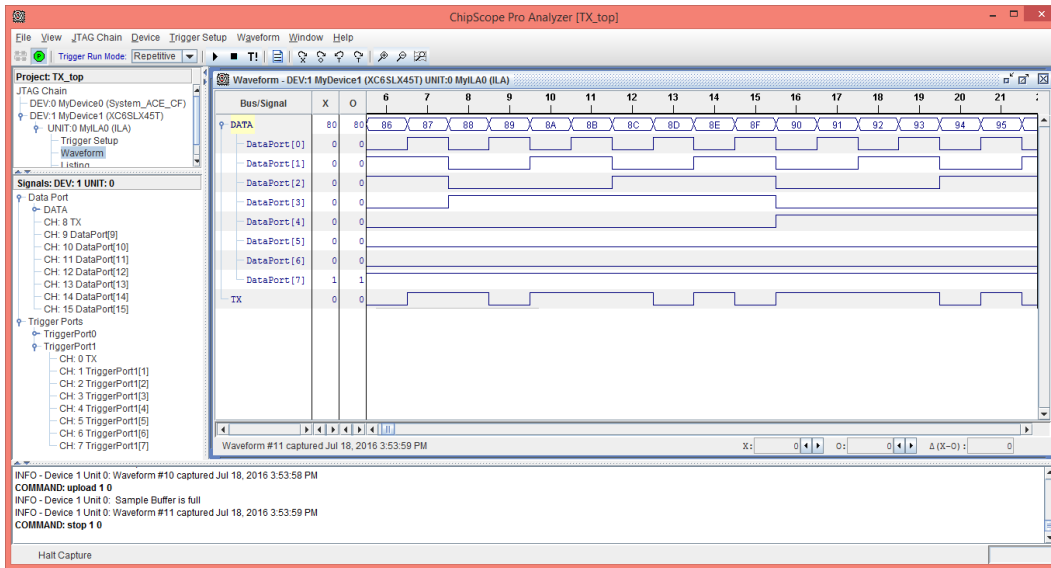 ChipScope Pro Analyzer [TX_top]
File View JTAG Chain Device Trigger Setup Waveform Window Help
Trigger Run Mode: Repetitive T!
Project: TX_top
JTAG Chain
DEV:0 MyDevice0 (System_ACE_CF)
DEV:1 MyDevice1 (XC6SLX45T)
UNIT:0 MyILA0 (ILA)
Trigger Setup
Waveform
Listing
Signals: DEV: 1 UNIT: 0
Data Port
DATA
CH: 8 TX
CH: 9 DataPort[9]
CH: 10 DataPort[10]
CH: 11 DataPort[11]
CH: 12 DataPort[12]
CH: 13 DataPort[13]
CH: 14 DataPort[14]
CH: 15 DataPort[15]
Trigger Ports
TriggerPort0
TriggerPort1
CH: 0 TX
CH: 1 TriggerPort1[1]
CH: 2 TriggerPort1[2]
CH: 3 TriggerPort1[3]
CH: 4 TriggerPort1[4]
CH: 5 TriggerPort1[5]
CH: 6 TriggerPort1[6]
CH: 7 TriggerPort1[7]
Waveform - DEV:1 MyDevice1 (XC6SLX45T) UNIT:0 MyILA0 (ILA)
Bus/Signal X O 6 7 8 9 10 11 12 13 14 15 16 17 18 19 20 21
DATA 80 80 86 87 88 89 8A 8B 8C 8D 8E 8F 90 91 92 93 94 95
DataPort[0] 0 0
DataPort[1] 0 0
DataPort[2] 0 0
DataPort[3] 0 0
DataPort[4] 0 0
DataPort[5] 0 0
DataPort[6] 0 0
DataPort[7] 1 1
TX 0 0
Waveform #11 captured Jul 18, 2016 3:53:59 PM X: 0 O: 0 Δ (X-O) : 0
INFO - Device 1 Unit 0: Waveform #10 captured Jul 18, 2016 3:53:58 PM
COMMAND: upload 1 0
INFO - Device 1 Unit 0: Sample Buffer is full
INFO - Device 1 Unit 0: Waveform #11 captured Jul 18, 2016 3:53:59 PM
COMMAND: stop 1 0
Halt Capture